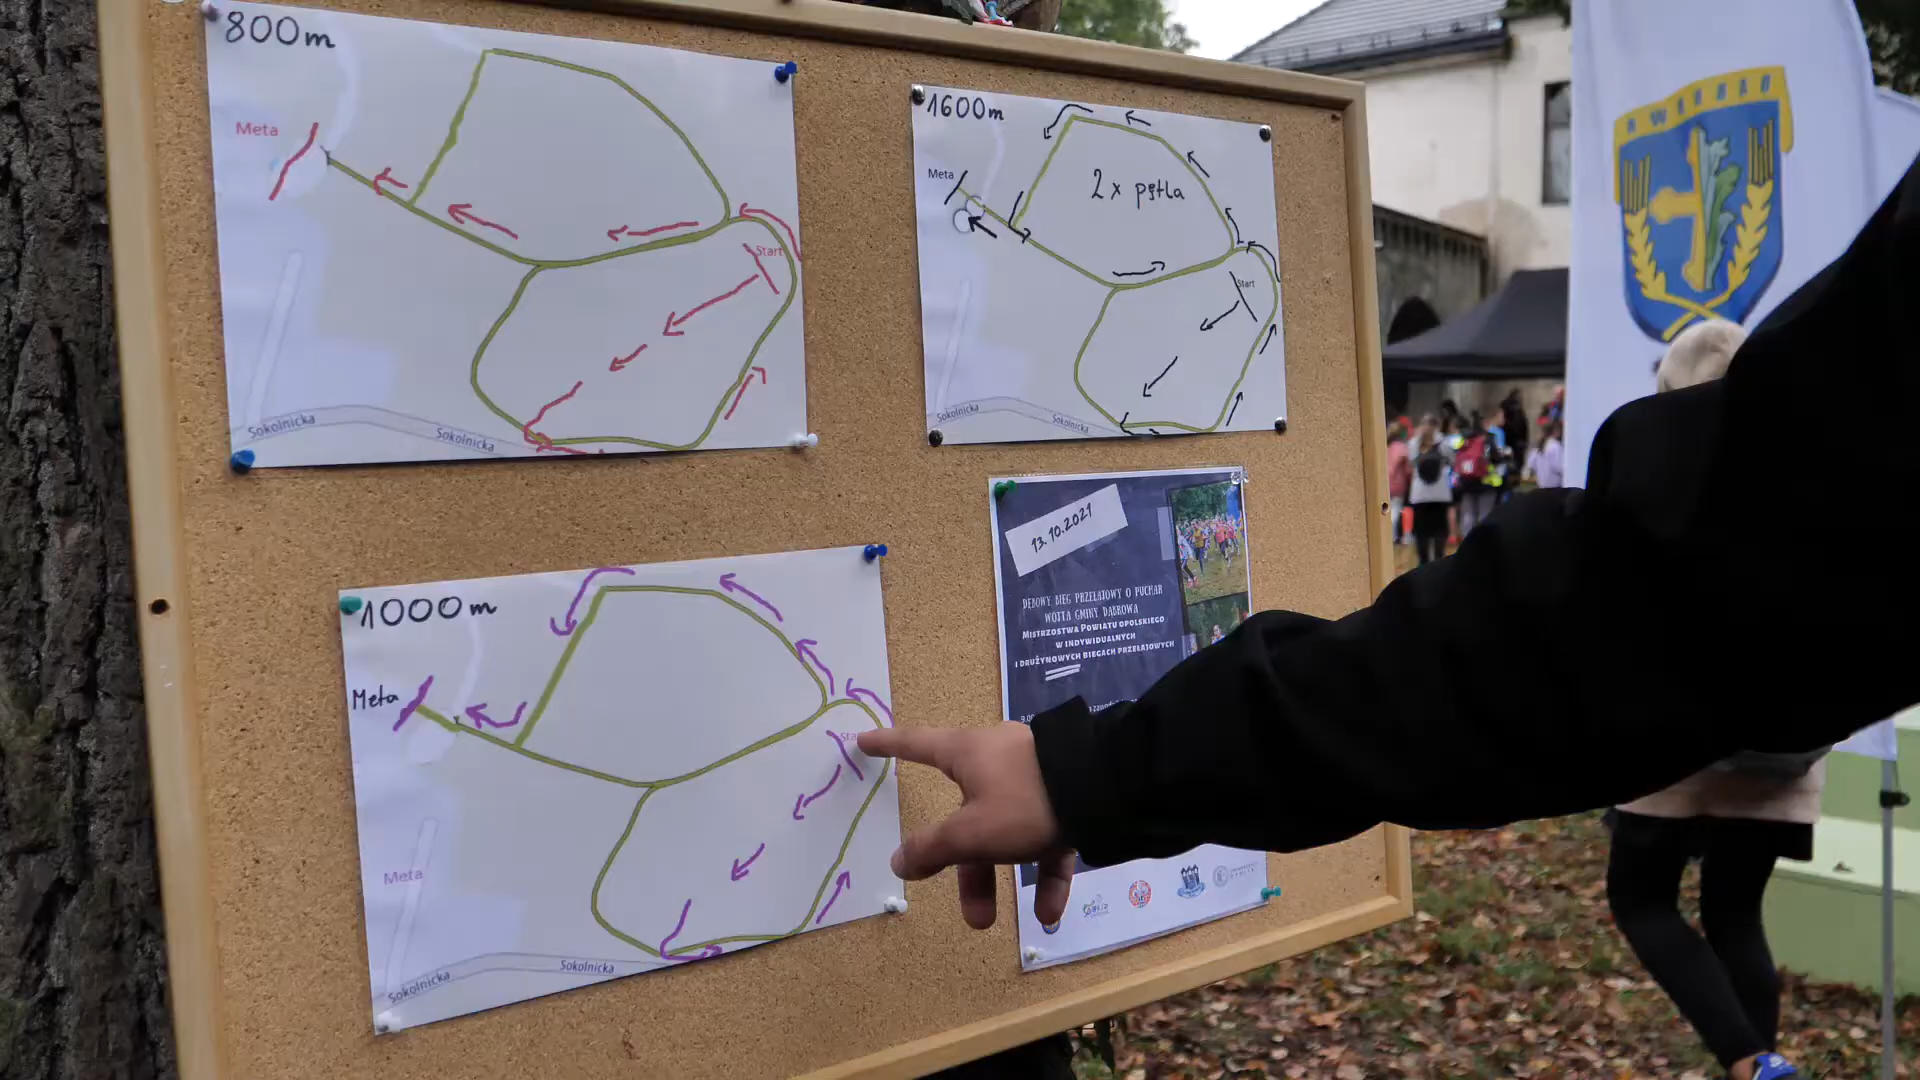 800m
Meta
Start
Sokolnicka
Sokolnicka
1600m
Meta
2 x pętla
Start
Sokolnicka
Sokolnicka
1000m
Meta
Meta
Sokolnicka
Sokolnicka
13.10.2021
DĘBOWY BIEG PRZEŁAJOWY O PUCHAR
WÓJTA GMINY DĄBROWA
MISTRZOSTWA POWIATU OPOLSKIEGO
W INDYWIDUALNYCH
I DRUŻYNOWYCH BIEGACH PRZEŁAJOWYCH